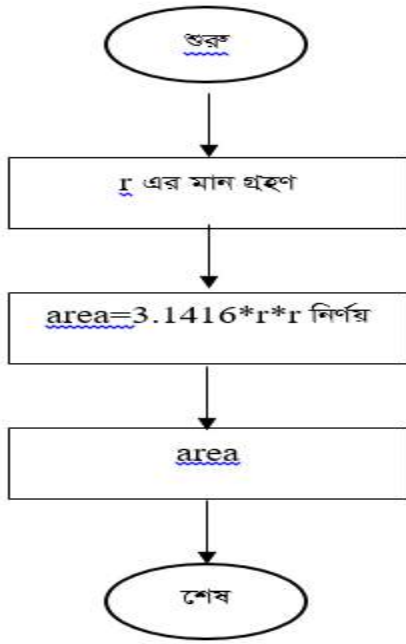 শুরু
r এর মান গ্রহণ
area=3.1416*r*r নির্ণয়
area
শেষ